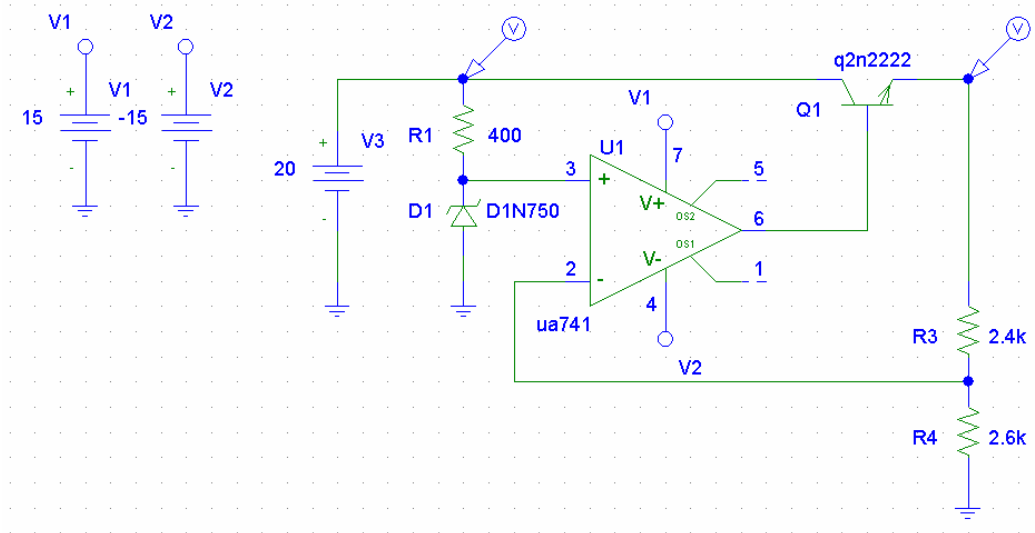 V1
V2
V
V
q2n2222
+
V1
+
V2
15
-15
-
-
Q1
V1
R1
400
+
V3
20
-
U1
7
3
+
5
D1
D1N750
V+
OS2
6
OS1
2
-
V-
1
4
ua741
V2
R3
2.4k
R4
2.6k